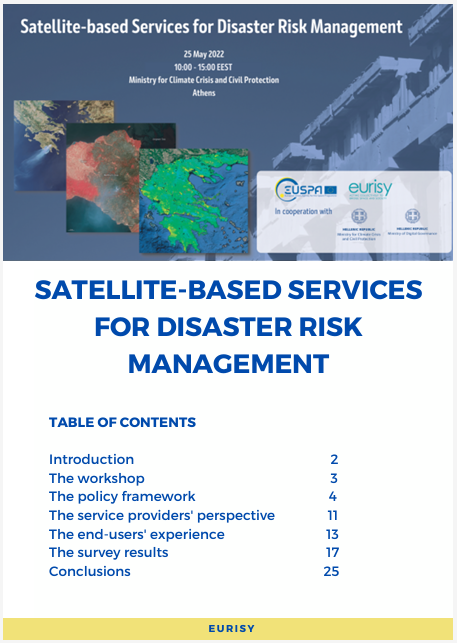 Satellite-based Services for Disaster Risk Management
25 May 2022
10:00 - 15:00 EEST
Ministry for Climate Crisis and Civil Protection
Athens
EUSPA
eurisy
In cooperation with
HELLENIC REPUBLIC
Ministry for Climate Crisis
and Civil Protection
HELLENIC REPUBLIC
Ministry of Digital Governance
SATELLITE-BASED SERVICES
FOR DISASTER RISK
MANAGEMENT
TABLE OF CONTENTS
Introduction 2
The workshop 3
The policy framework 4
The service providers' perspective 11
The end-users' experience 13
The survey results 17
Conclusions 25
EURISY